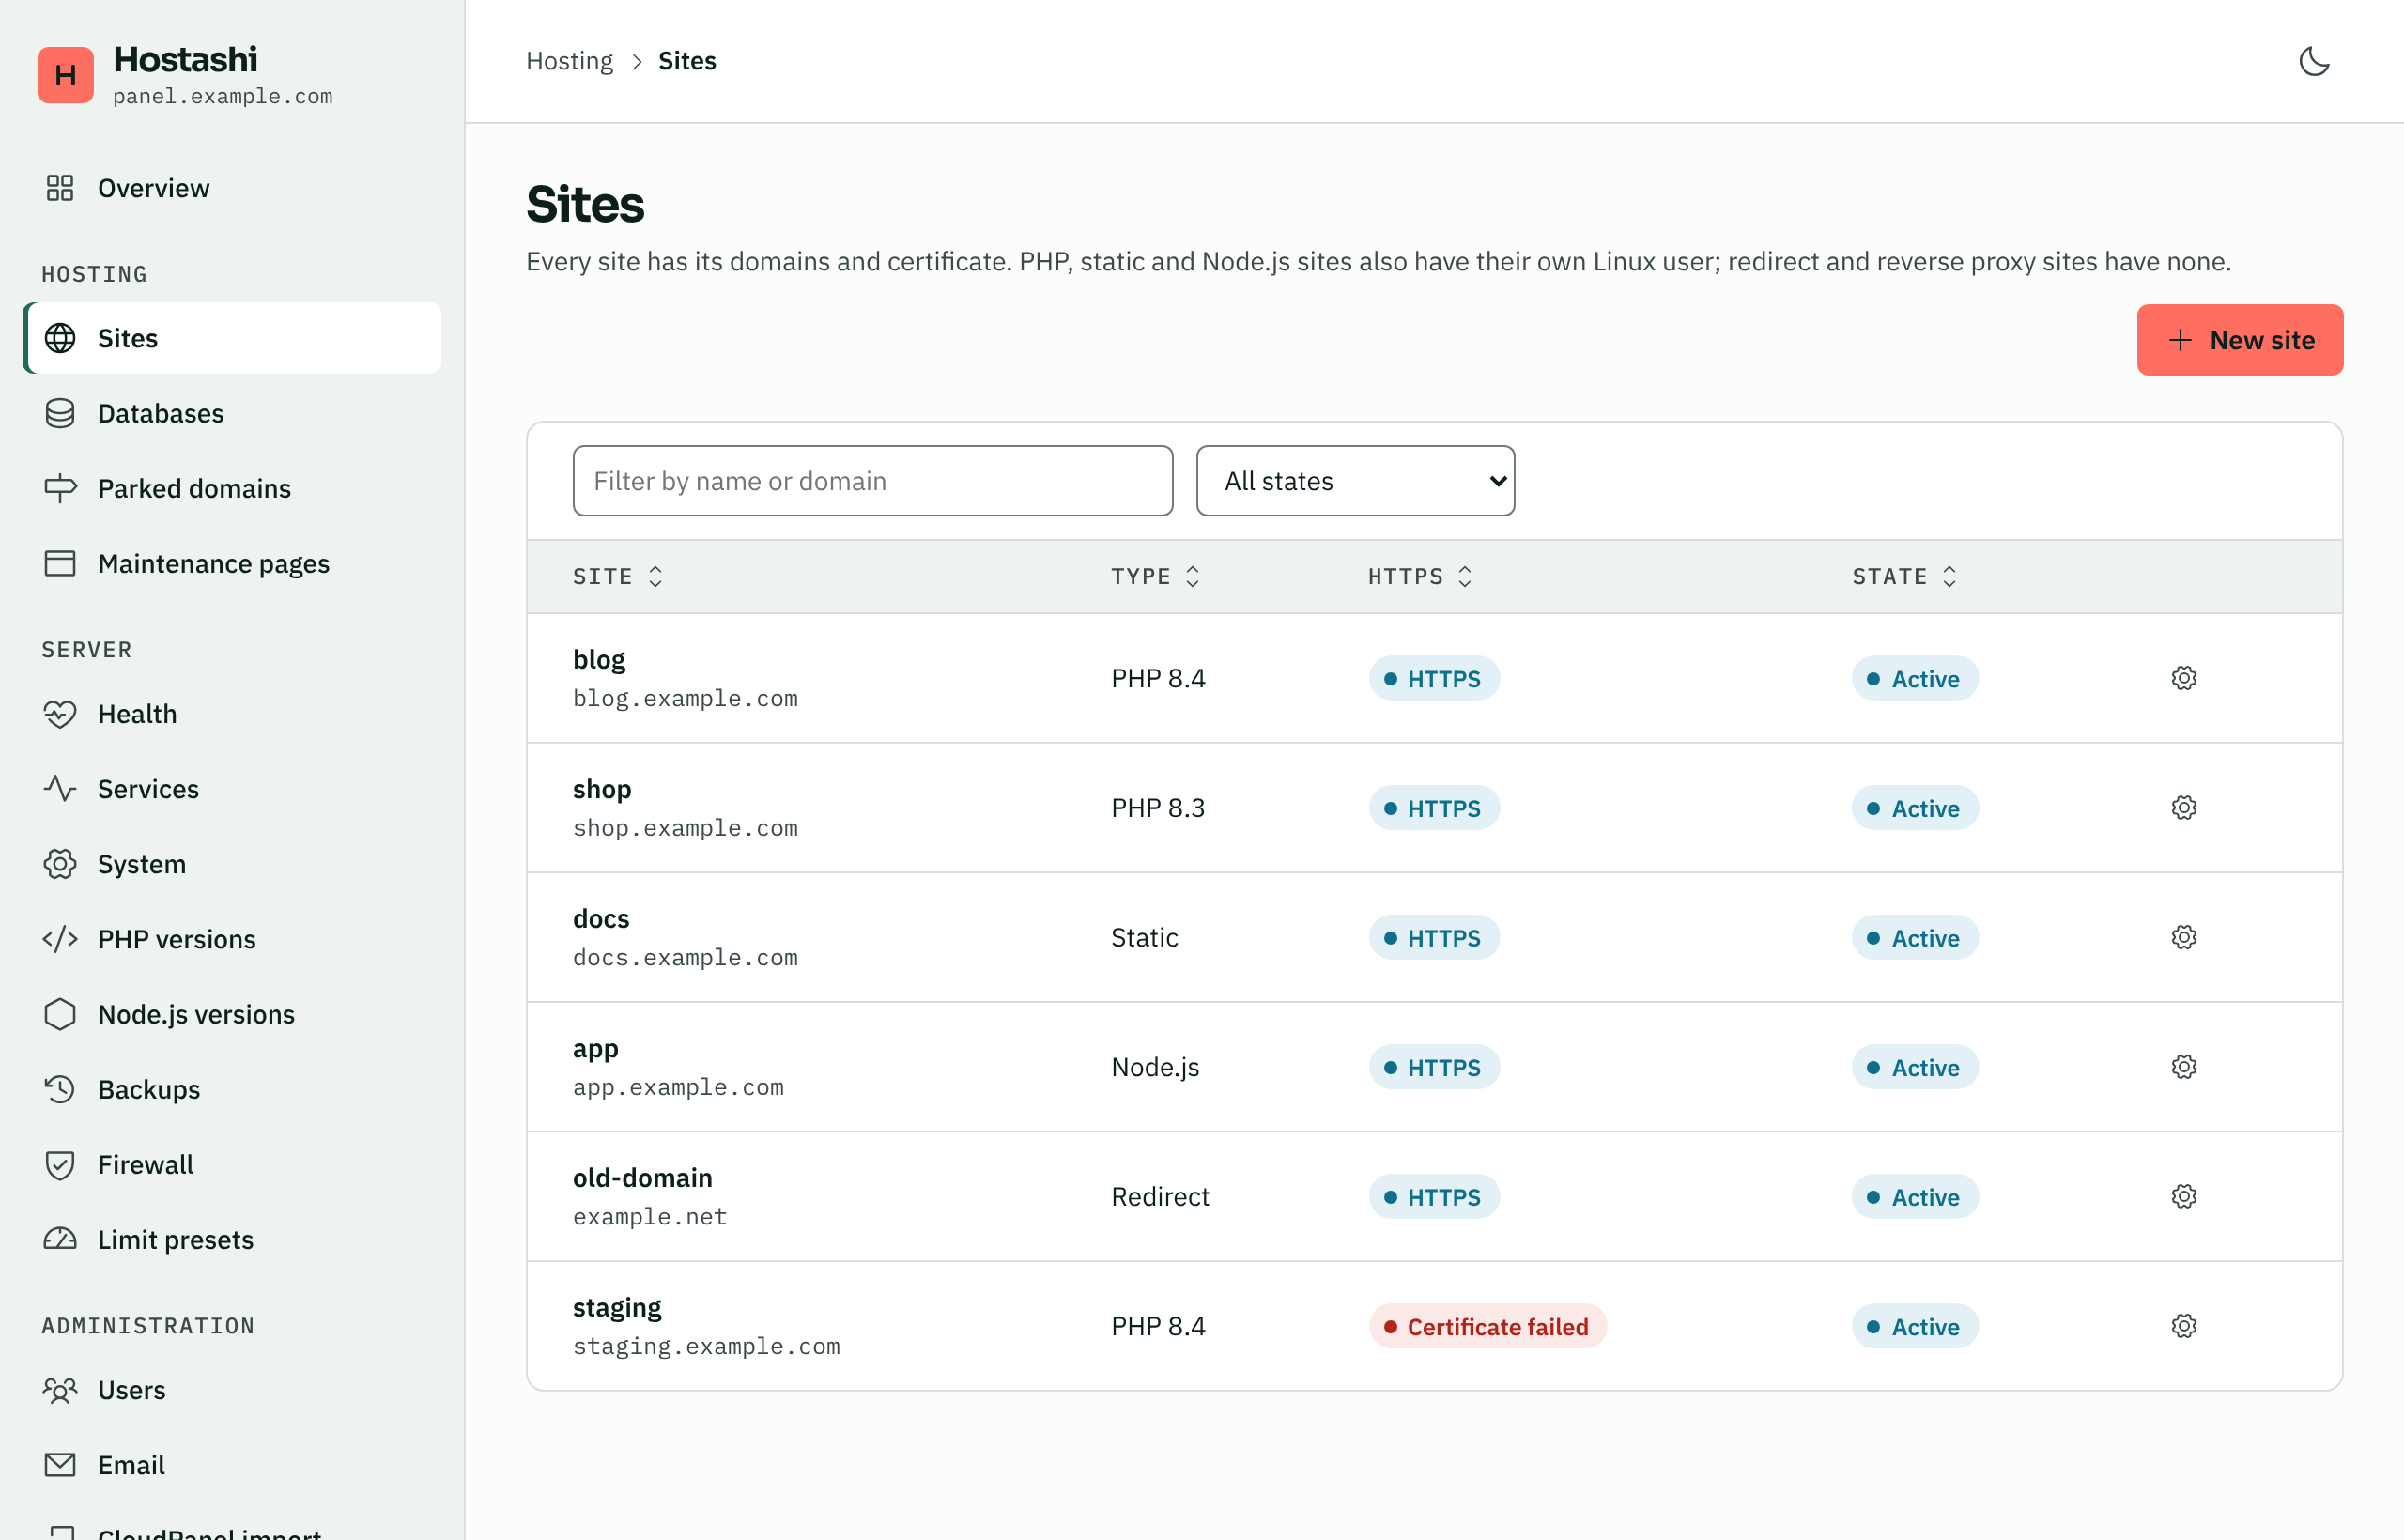 H
Hostashi
panel.example.com
Overview
HOSTING
Sites
Databases
Parked domains
Maintenance pages
SERVER
Health
Services
System
PHP versions
Node.js versions
Backups
Firewall
Limit presets
ADMINISTRATION
Users
Email
CloudPanel import
Hosting > Sites
Sites
Every site has its domains and certificate. PHP, static and Node.js sites also have their own Linux user; redirect and reverse proxy sites have none.
+ New site
Filter by name or domain
All states
SITE TYPE HTTPS STATE
blog
blog.example.com
PHP 8.4 HTTPS Active
shop
shop.example.com
PHP 8.3 HTTPS Active
docs
docs.example.com
Static HTTPS Active
app
app.example.com
Node.js HTTPS Active
old-domain
example.net
Redirect HTTPS Active
staging
staging.example.com
PHP 8.4 Certificate failed Active